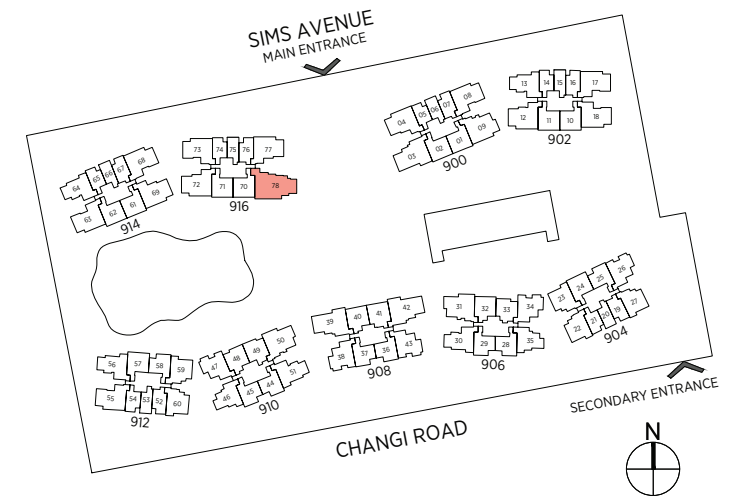 SIMS AVENUE
MAIN ENTRANCE
04 05 06 07 08
03 02 01 09
900
13 14 15 16 17
12 11 10 18
902
73 74 75 76 77
72 71 70 78
916
64 65 66 67 68
63 62 61 69
914
23 24 25 26
22 21 20 19 27
904
31 32 33 34
30 29 28 35
906
39 40 41 42
38 37 36 43
908
47 48 49 50
46 45 44 51
910
56 57 58 59
55 54 53 52 60
912
SECONDARY ENTRANCE
CHANGI ROAD
N